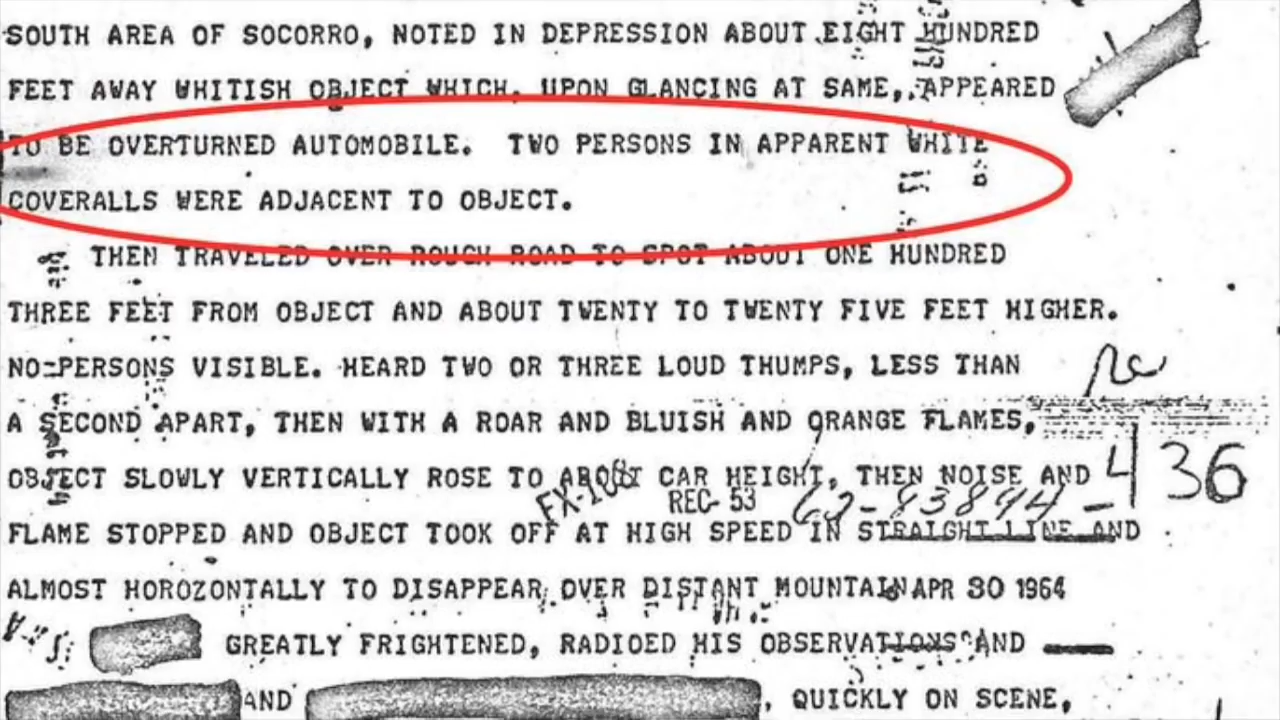 SOUTH AREA OF SOCORRO, NOTED IN DEPRESSION ABOUT EIGHT HUNDRED
FEET AWAY WHITISH OBJECT WHICH, UPON GLANCING AT SAME, APPEARED
TO BE OVERTURNED AUTOMOBILE. TWO PERSONS IN APPARENT WHITE
COVERALLS WERE ADJACENT TO OBJECT.
THEN TRAVELED OVER ROUGH ROAD TO SPOT ABOUT ONE HUNDRED
THREE FEET FROM OBJECT AND ABOUT TWENTY TO TWENTY FIVE FEET HIGHER.
NO PERSONS VISIBLE. HEARD TWO OR THREE LOUD THUMPS, LESS THAN
A SECOND APART, THEN WITH A ROAR AND BLUISH AND ORANGE FLAMES,
OBJECT SLOWLY VERTICALLY ROSE TO ABOUT CAR HEIGHT, THEN NOISE AND
REC-53 62-83894-436
FLAME STOPPED AND OBJECT TOOK OFF AT HIGH SPEED IN STRAIGHT LINE AND
ALMOST HOROZONTALLY TO DISAPPEAR OVER DISTANT MOUNTAIN APR 30 1964
GREATLY FRIGHTENED, RADIOED HIS OBSERVATIONS AND
AND , QUICKLY ON SCENE,